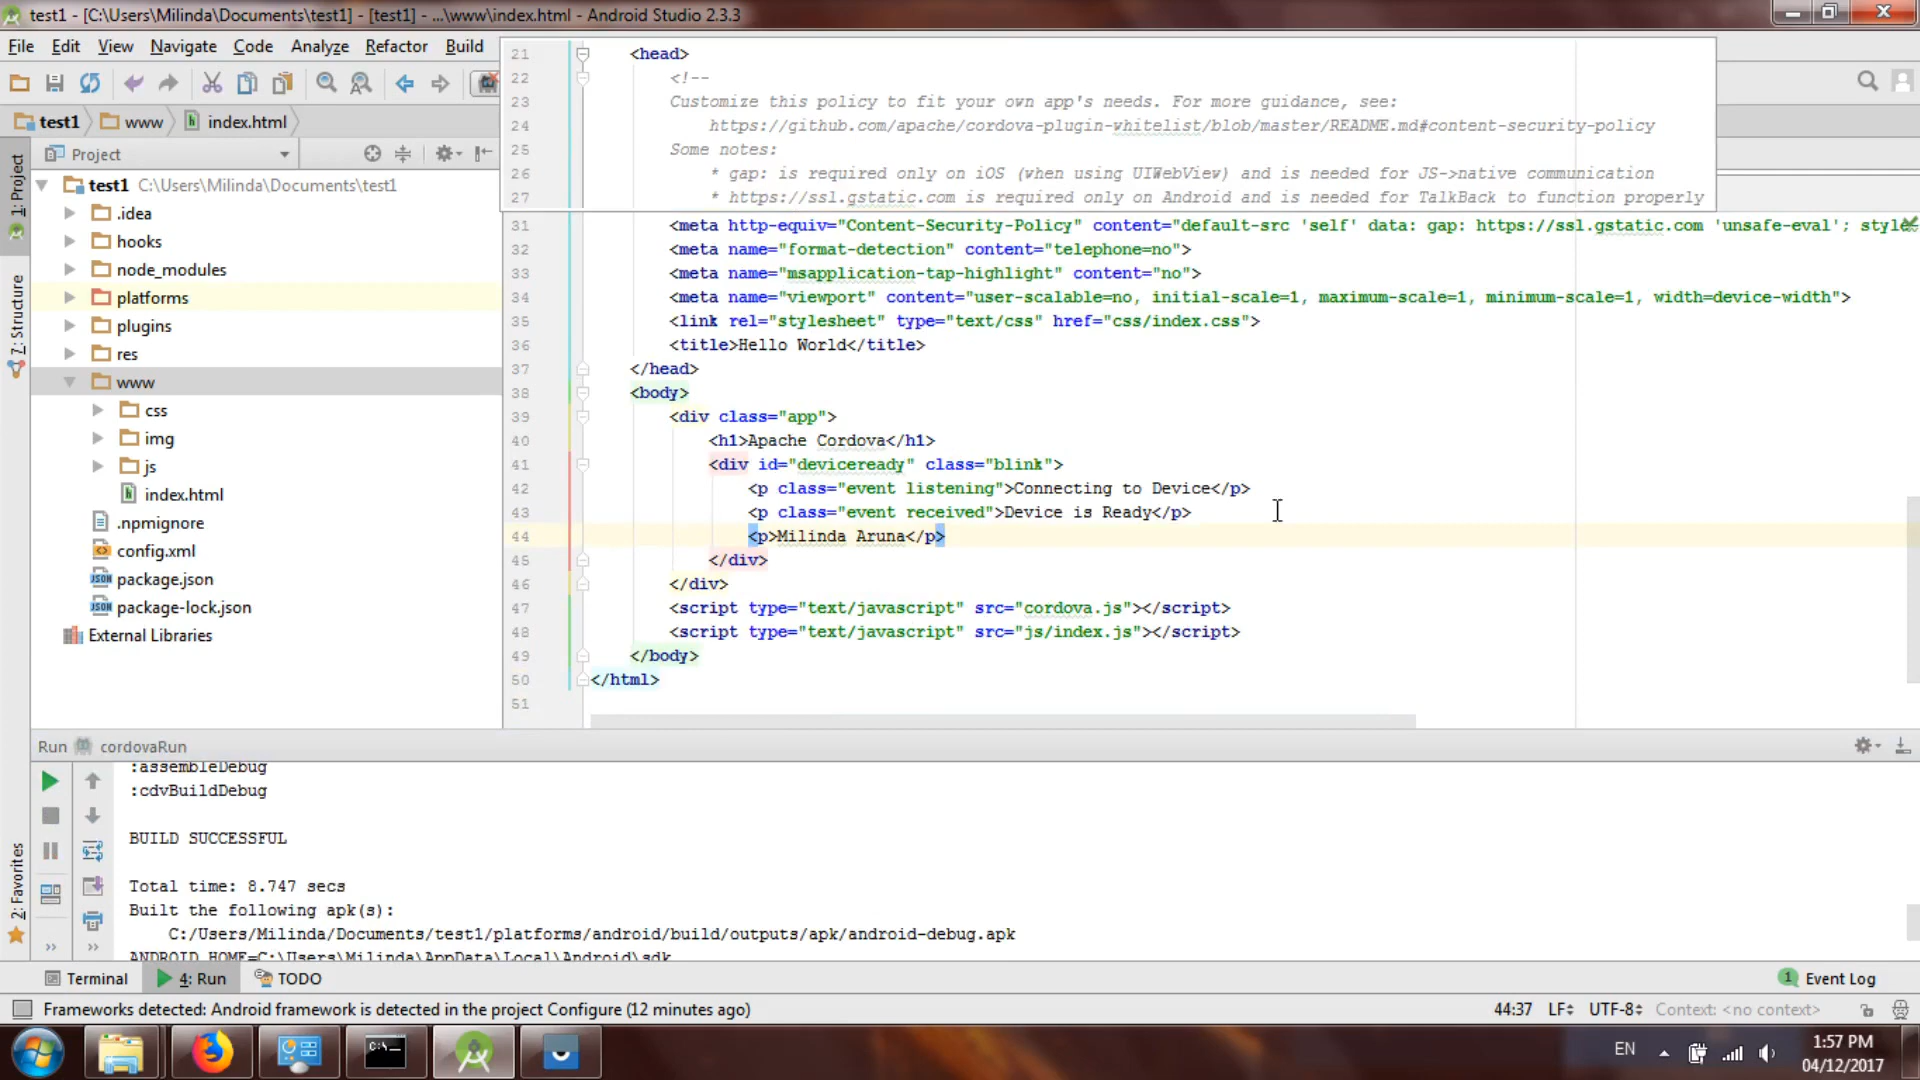 test1 - [C:\Users\Milinda\Documents\test1] - [test1] - ...\www\index.html - Android Studio 2.3.3
File Edit View Navigate Code Analyze Refactor Build
test1 www index.html
1: Project
7: Structure
2: Favorites
Project
test1 C:\Users\Milinda\Documents\test1
.idea
hooks
node_modules
platforms
plugins
res
www
css
img
js
index.html
.npmignore
config.xml
package.json
package-lock.json
External Libraries
21 <head>
22 <!--
23 Customize this policy to fit your own app's needs. For more guidance, see:
24 https://github.com/apache/cordova-plugin-whitelist/blob/master/README.md#content-security-policy
25 Some notes:
26 * gap: is required only on iOS (when using UIWebView) and is needed for JS->native communication
27 * https://ssl.gstatic.com is required only on Android and is needed for TalkBack to function properly
31 <meta http-equiv="Content-Security-Policy" content="default-src 'self' data: gap: https://ssl.gstatic.com 'unsafe-eval'; style
32 <meta name="format-detection" content="telephone=no">
33 <meta name="msapplication-tap-highlight" content="no">
34 <meta name="viewport" content="user-scalable=no, initial-scale=1, maximum-scale=1, minimum-scale=1, width=device-width">
35 <link rel="stylesheet" type="text/css" href="css/index.css">
36 <title>Hello World</title>
37 </head>
38 <body>
39 <div class="app">
40 <h1>Apache Cordova</h1>
41 <div id="deviceready" class="blink">
42 <p class="event listening">Connecting to Device</p>
43 <p class="event received">Device is Ready</p>
44 <p>Milinda Aruna</p>
45 </div>
46 </div>
47 <script type="text/javascript" src="cordova.js"></script>
48 <script type="text/javascript" src="js/index.js"></script>
49 </body>
50 </html>
51
Run cordovaRun
:assembleDebug
:cdvBuildDebug
BUILD SUCCESSFUL
Total time: 8.747 secs
Built the following apk(s):
C:/Users/Milinda/Documents/test1/platforms/android/build/outputs/apk/android-debug.apk
ANDROID_HOME=C:\Users\Milinda\AppData\Local\Android\sdk
Terminal 4: Run TODO 1 Event Log
Frameworks detected: Android framework is detected in the project Configure (12 minutes ago) 44:37 LF UTF-8 Context: <no context>
EN
1:57 PM
04/12/2017